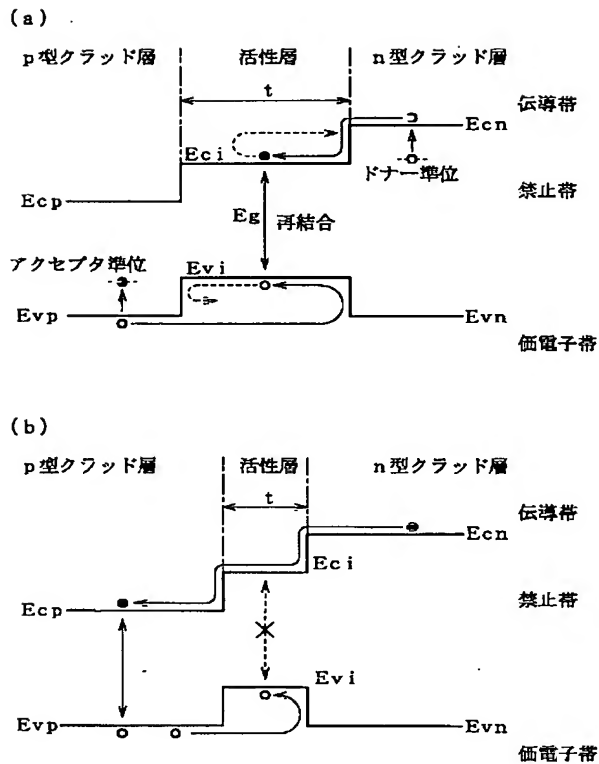 (a)
p型クラッド層 活性層 n型クラッド層
t
伝導帯
Ecn
Eci
ドナー準位
禁止帯
Ecp
Eg 再結合
アクセプタ準位
Evi
Evp Evn
価電子帯
(b)
p型クラッド層 活性層 n型クラッド層
t
伝導帯
Ecn
Eci
Ecp 禁止帯
Evi
Evp Evn
価電子帯